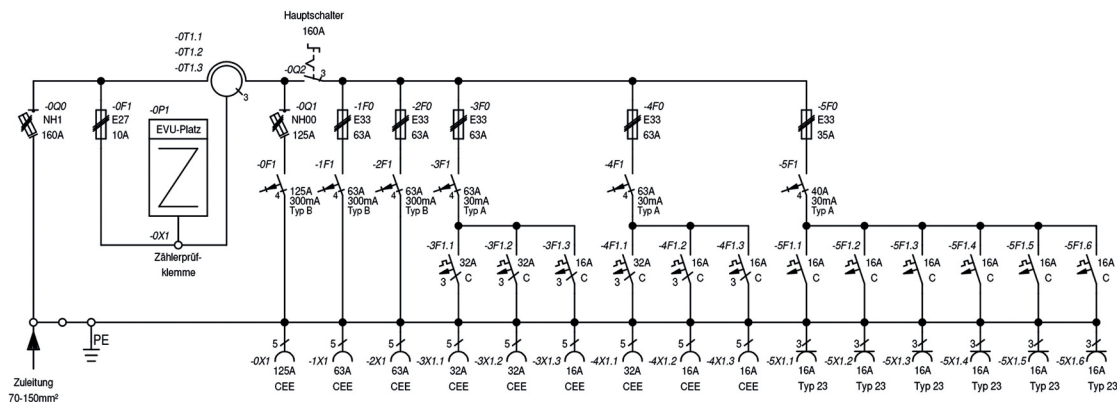 Hauptschalter
160A
-0T1.1
-0T1.2
-0T1.3
3
-0Q2
3
-0Q0
NH1
160A
-0F1
E27
10A
-0P1
EVU-Platz
Z
-0X1
Zählerprüf-
klemme
-0Q1
NH00
125A
-1F0
E33
63A
-2F0
E33
63A
-3F0
E33
63A
-4F0
E33
63A
-5F0
E33
35A
-0F1
4
125A
300mA
Typ B
-1F1
4
63A
300mA
Typ B
-2F1
4
63A
300mA
Typ B
-3F1
4
63A
30mA
Typ A
-4F1
4
63A
30mA
Typ A
-5F1
4
40A
30mA
Typ A
-3F1.1
32A
3 C
-3F1.2
32A
3 C
-3F1.3
16A
3 C
-4F1.1
32A
3 C
-4F1.2
16A
3 C
-4F1.3
16A
3 C
-5F1.1
16A
C
-5F1.2
16A
C
-5F1.3
16A
C
-5F1.4
16A
C
-5F1.5
16A
C
-5F1.6
16A
C
PE
Zuleitung
70-150mm²
5
-0X1
125A
CEE
5
-1X1
63A
CEE
5
-2X1
63A
CEE
5
-3X1.1
32A
CEE
5
-3X1.2
32A
CEE
5
-3X1.3
16A
CEE
5
-4X1.1
32A
CEE
5
-4X1.2
16A
CEE
5
-4X1.3
16A
CEE
3
-5X1.1
16A
Typ 23
3
-5X1.2
16A
Typ 23
3
-5X1.3
16A
Typ 23
3
-5X1.4
16A
Typ 23
3
-5X1.5
16A
Typ 23
3
-5X1.6
16A
Typ 23